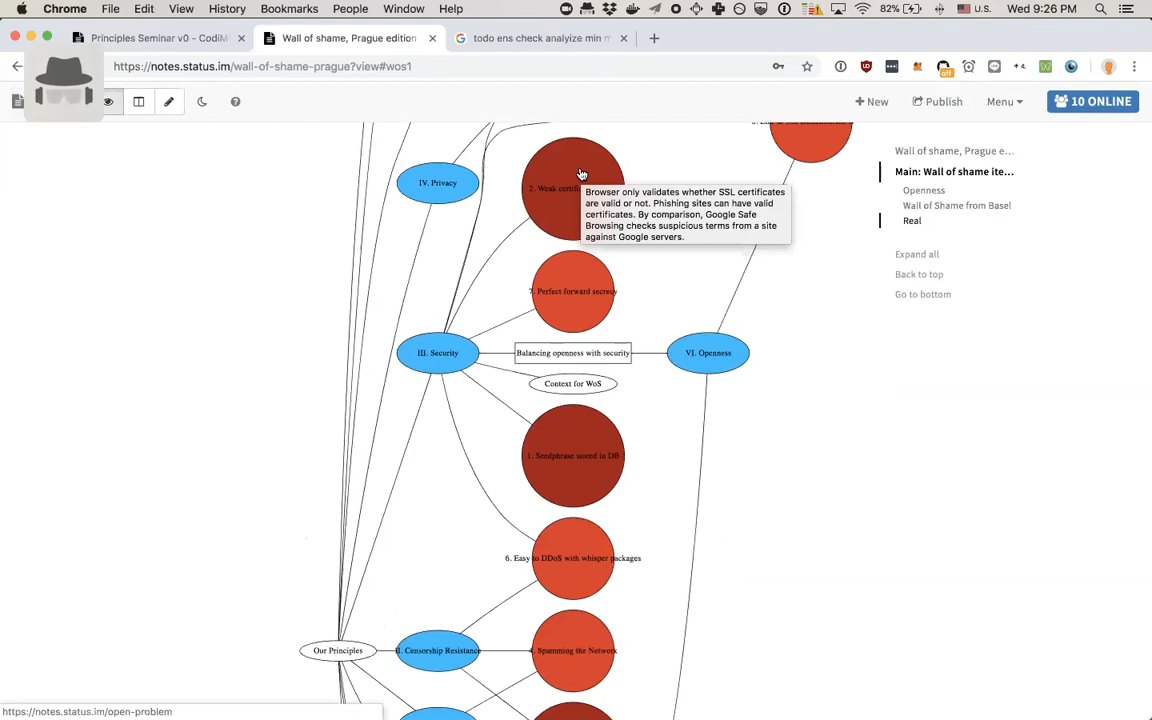 Chrome File Edit View History Bookmarks People Window Help 82% U.S. Wed 9:26 PM
Principles Seminar v0 - CodiM
Wall of shame, Prague edition
todo ens check analyize min m
https://notes.status.im/wall-of-shame-prague?view#wos1
off
New
Publish
Menu
10 ONLINE
IV. Privacy
2. Weak certif
Browser only validates whether SSL certificates
are valid or not. Phishing sites can have valid
certificates. By comparison, Google Safe
Browsing checks suspicious terms from a site
against Google servers.
7. Perfect forward secrecy
III. Security
Balancing openness with security
VI. Openness
Context for WoS
1. Seedphrase stored in DB
6. Easy to DDoS with whisper packages
Our Principles
II. Censorship Resistance
4. Spamming the Network
Wall of shame, Prague e…
Main: Wall of shame ite…
Openness
Wall of Shame from Basel
Real
Expand all
Back to top
Go to bottom
https://notes.status.im/open-problem